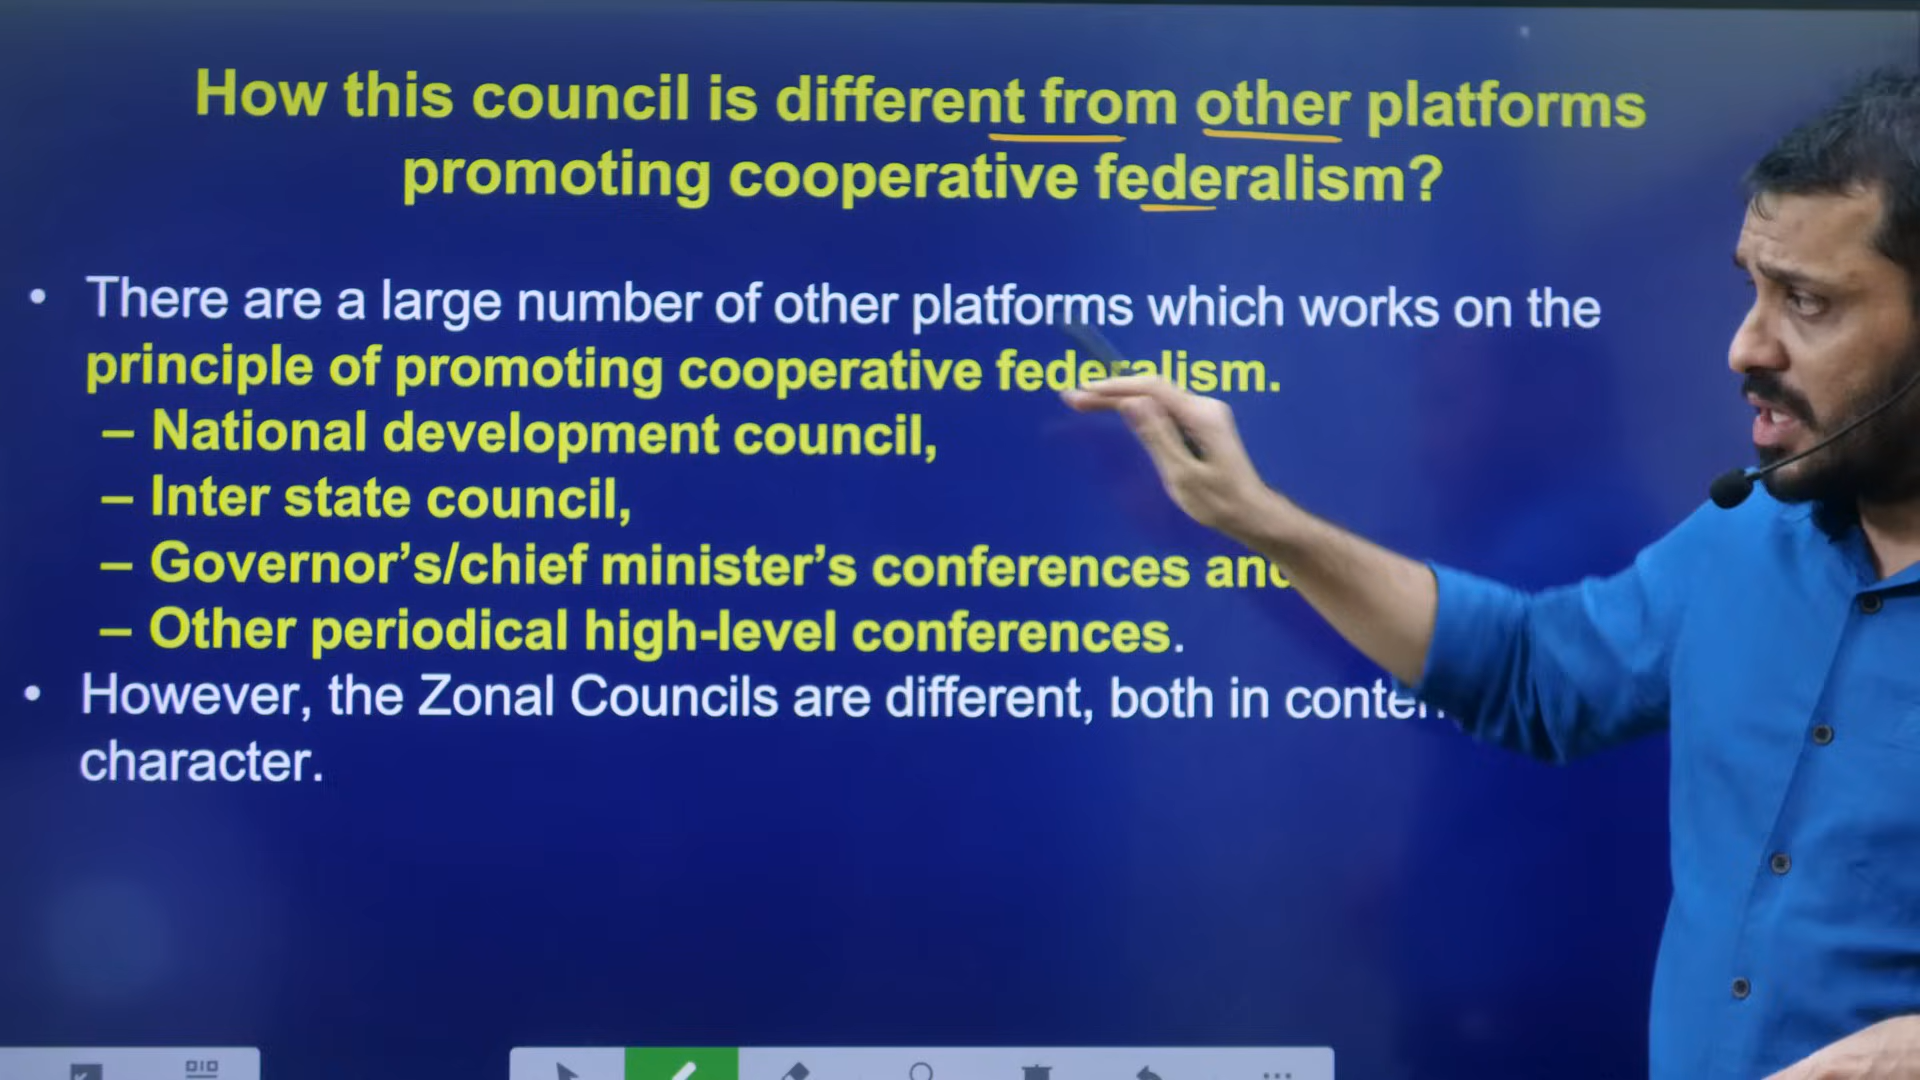 How this council is different from other platforms
promoting cooperative federalism?
• There are a large number of other platforms which works on the
principle of promoting cooperative federalism.
– National development council,
– Inter state council,
– Governor’s/chief minister’s conferences
– Other periodical high-level conferences.
• However, the Zonal Councils are different, both in
character.